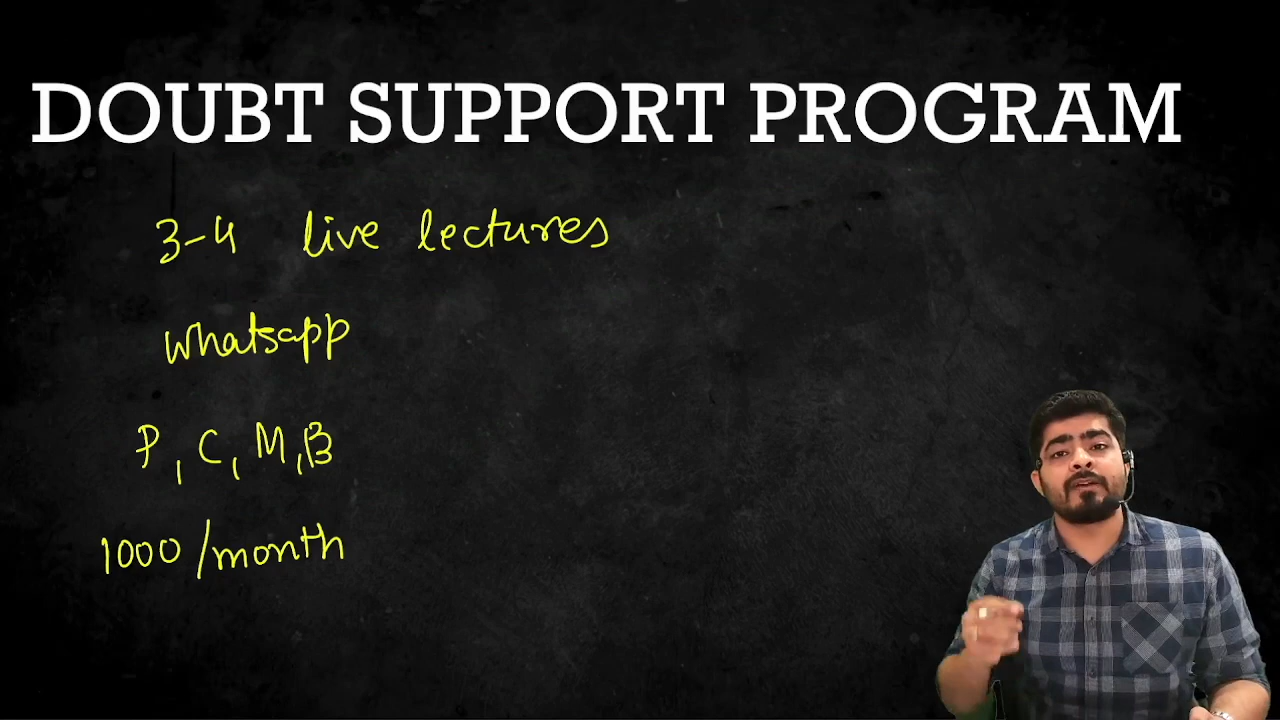 DOUBT SUPPORT PROGRAM
3-4 live lectures
whatsapp
P, C, M, B
1000/month